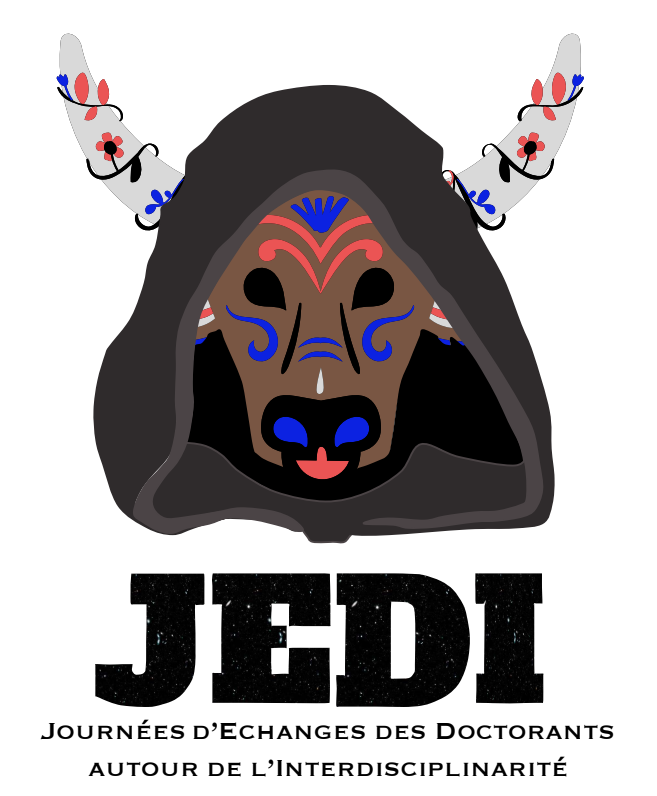 JEDI
Journées d'Echanges des Doctorants
autour de l'Interdisciplinarité